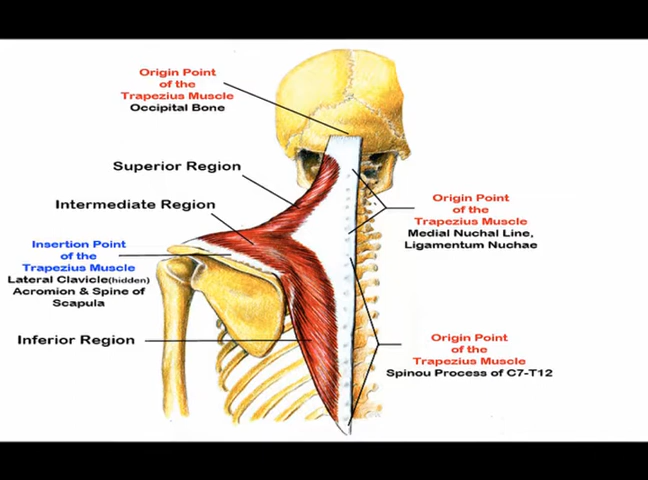 Origin Point
of the
Trapezius Muscle
Occipital Bone
Superior Region
Intermediate Region
Insertion Point
of the
Trapezius Muscle
Lateral Clavicle(hidden)
Acromion & Spine of
Scapula
Inferior Region
Origin Point
of the
Trapezius Muscle
Medial Nuchal Line,
Ligamentum Nuchae
Origin Point
of the
Trapezius Muscle
Spinou Process of C7-T12